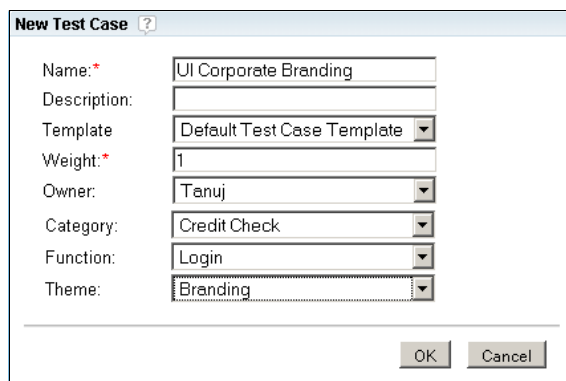 New Test Case ?
Name:* UI Corporate Branding
Description:
Template Default Test Case Template
Weight:* 1
Owner: Tanuj
Category: Credit Check
Function: Login
Theme: Branding
OK Cancel